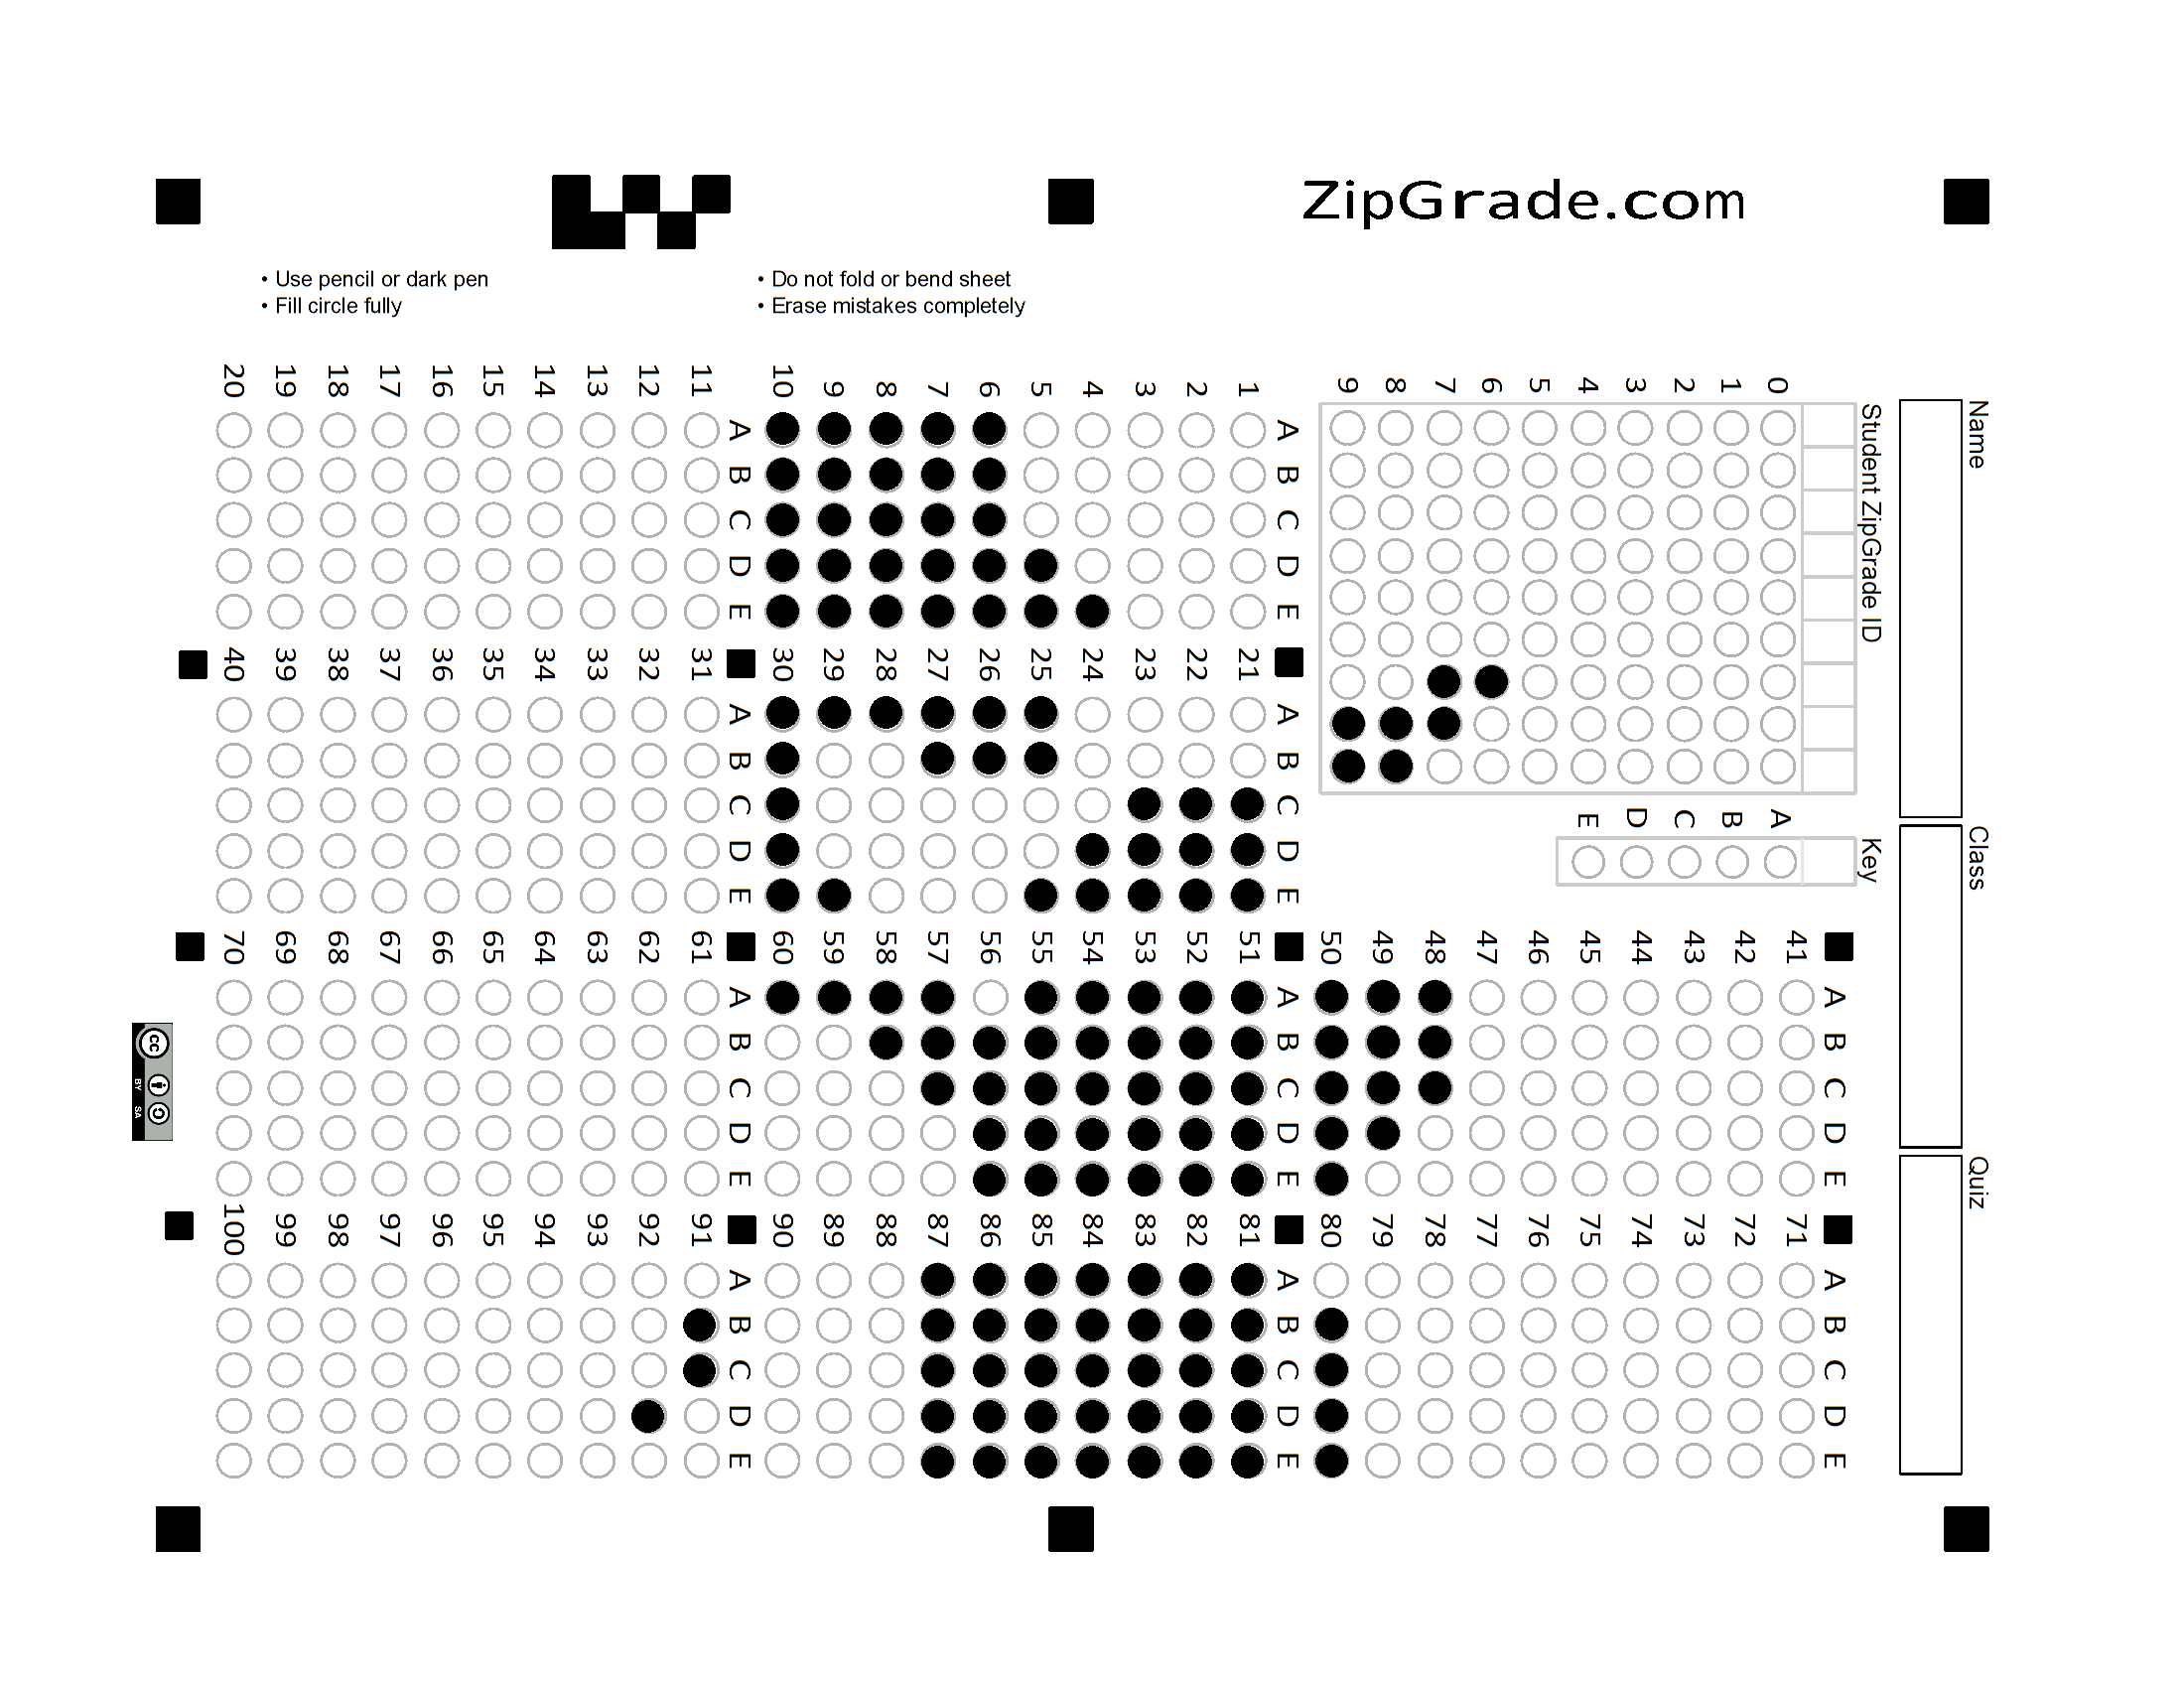 ZipGrade.com
• Use pencil or dark pen
• Fill circle fully
• Do not fold or bend sheet
• Erase mistakes completely
Name
Class
Quiz
Student ZipGrade ID
0 1 2 3 4 5 6 7 8 9
Key
A B C D E
1 2 3 4 5 6 7 8 9 10
A B C D E
11 12 13 14 15 16 17 18 19 20
A B C D E
21 22 23 24 25 26 27 28 29 30
A B C D E
31 32 33 34 35 36 37 38 39 40
A B C D E
41 42 43 44 45 46 47 48 49 50
A B C D E
51 52 53 54 55 56 57 58 59 60
A B C D E
61 62 63 64 65 66 67 68 69 70
A B C D E
71 72 73 74 75 76 77 78 79 80
A B C D E
81 82 83 84 85 86 87 88 89 90
A B C D E
91 92 93 94 95 96 97 98 99 100
A B C D E
cc BY SA